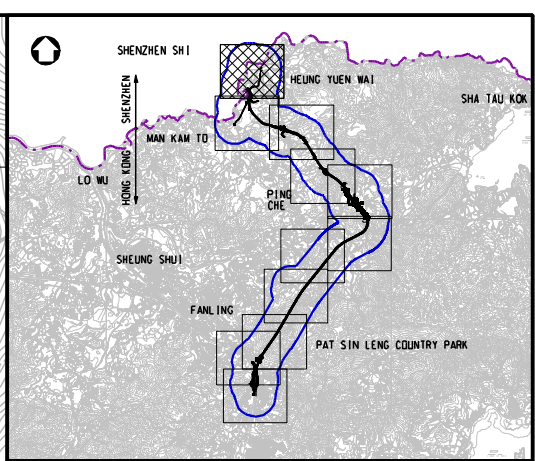 SHENZHEN SHI
HEUNG YUEN WAI
SHA TAU KOK
SHENZHEN
HONG KONG
MAN KAM TO
LO WU
PING
CHE
SHEUNG SHUI
FANLING
PAT SIN LENG COUNTRY PARK